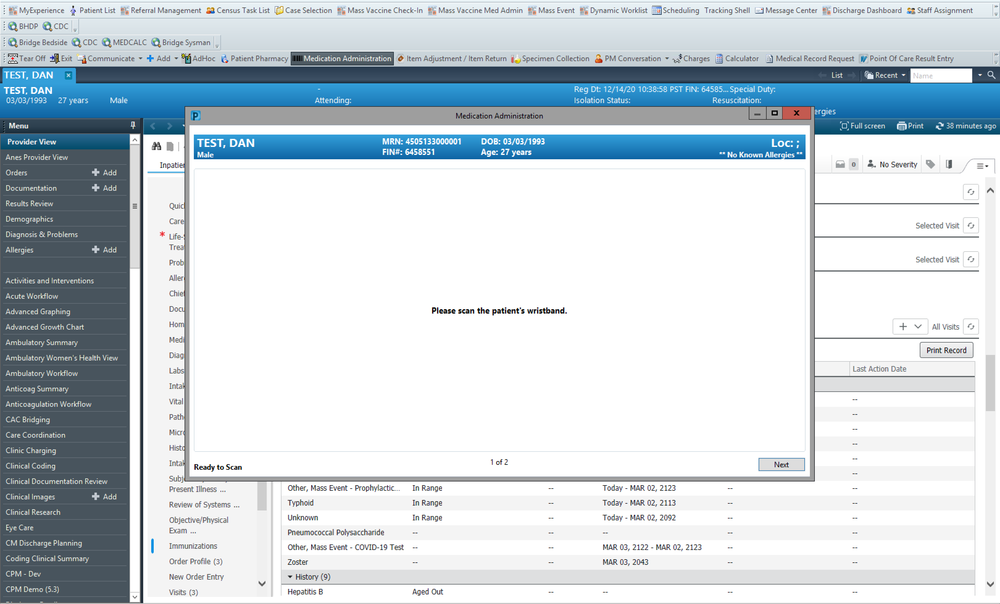 MyExperience Patient List Referral Management Census Task List Case Selection Mass Vaccine Check-In Mass Vaccine Med Admin Mass Event Dynamic Worklist Scheduling Tracking Shell Message Center Discharge Dashboard Staff Assignment
BHDP CDC
Bridge Bedside CDC MEDCALC Bridge Sysman
Tear Off Exit Communicate Add AdHoc Patient Pharmacy Medication Administration Item Adjustment / Item Return Specimen Collection PM Conversation Charges Calculator Medical Record Request Point Of Care Result Entry
TEST, DAN List Recent Name
TEST, DAN - Reg Dt: 12/14/20 10:38:58 PST FIN: 64585... Special Duty:
03/03/1993 27 years Male Attending: Isolation Status: Resuscitation:
ergies
Menu
Full screen Print 38 minutes ago
Provider View
Anes Provider View
Orders Add
Documentation Add
Results Review
Demographics
Diagnosis & Problems
Allergies Add
Activities and Interventions
Acute Workflow
Advanced Graphing
Advanced Growth Chart
Ambulatory Summary
Ambulatory Women's Health View
Ambulatory Workflow
Anticoag Summary
Anticoagulation Workflow
CAC Bridging
Care Coordination
Clinic Charging
Clinical Coding
Clinical Documentation Review
Clinical Images Add
Clinical Research
Eye Care
CM Discharge Planning
Coding Clinical Summary
CPM - Dev
CPM Demo (5.3)
Inpatien
Quick
Care
* Life-S
Treat
Prob
Allerg
Chief
Docu
Hom
Medi
Diagn
Labs
Intak
Vital
Path
Micro
Histo
Intak
Subj
Present Illness ...
Review of Systems ...
Objective/Physical
Exam ...
Immunizations
Order Profile (3)
New Order Entry
Visits (3)
Medication Administration
TEST, DAN MRN: 4505133000001 DOB: 03/03/1993 Loc: ;
Male FIN#: 6458551 Age: 27 years ** No Known Allergies **
Please scan the patient's wristband.
1 of 2
Ready to Scan Next
0 No Severity
Selected Visit
Selected Visit
All Visits
Print Record
Last Action Date
--
--
--
--
--
--
Other, Mass Event - Prophylactic... In Range -- Today - MAR 02, 2123 -- --
Typhoid In Range -- Today - MAR 02, 2113 -- --
Unknown In Range -- Today - MAR 02, 2092 -- --
Pneumococcal Polysaccharide -- -- -- -- --
Other, Mass Event - COVID-19 Test -- -- MAR 03, 2122 - MAR 02, 2123 -- --
Zoster -- -- MAR 03, 2043 -- --
History (9)
Hepatitis B Aged Out -- -- -- --